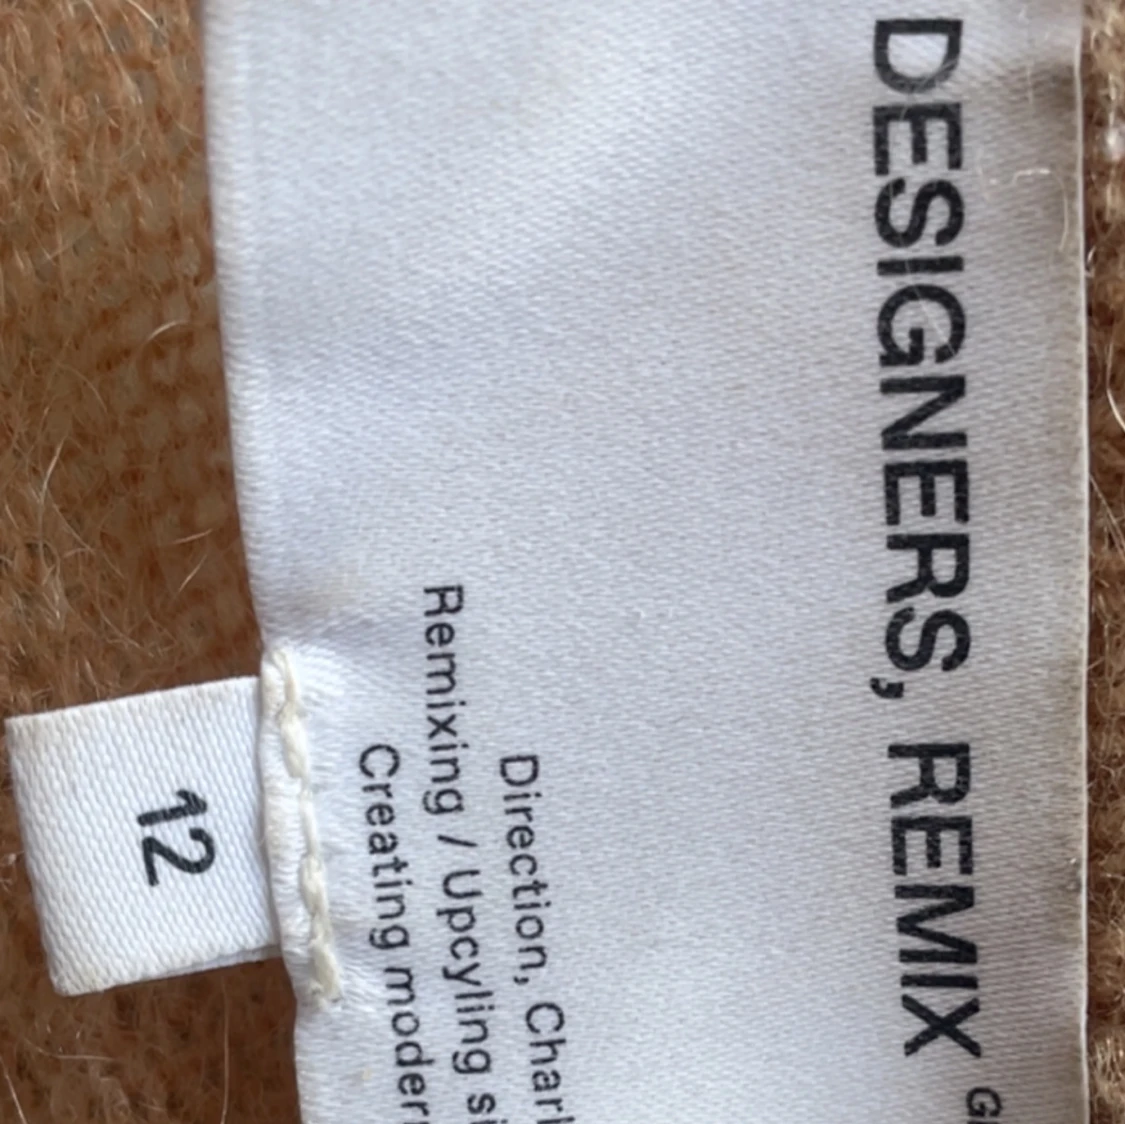 DESIGNERS, REMIX
Direction,
Remixing / Upcyling
Creating
12